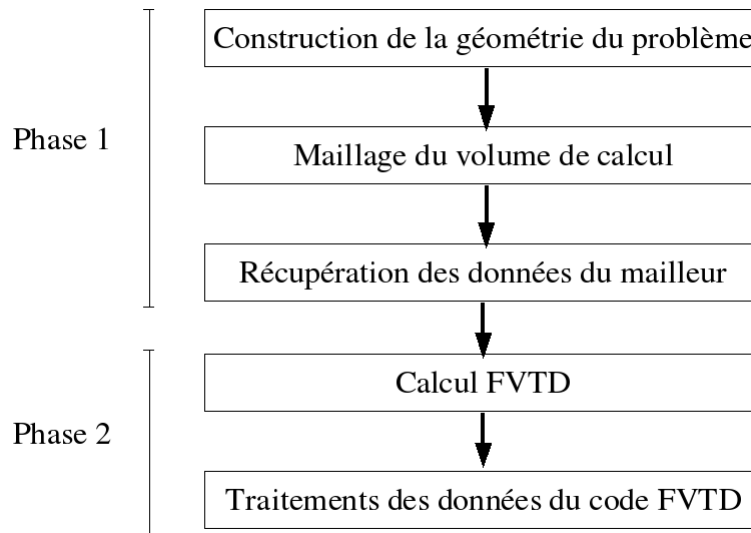 Construction de la géométrie du problème
Phase 1
Maillage du volume de calcul
Récupération des données du mailleur
Calcul FVTD
Phase 2
Traitements des données du code FVTD